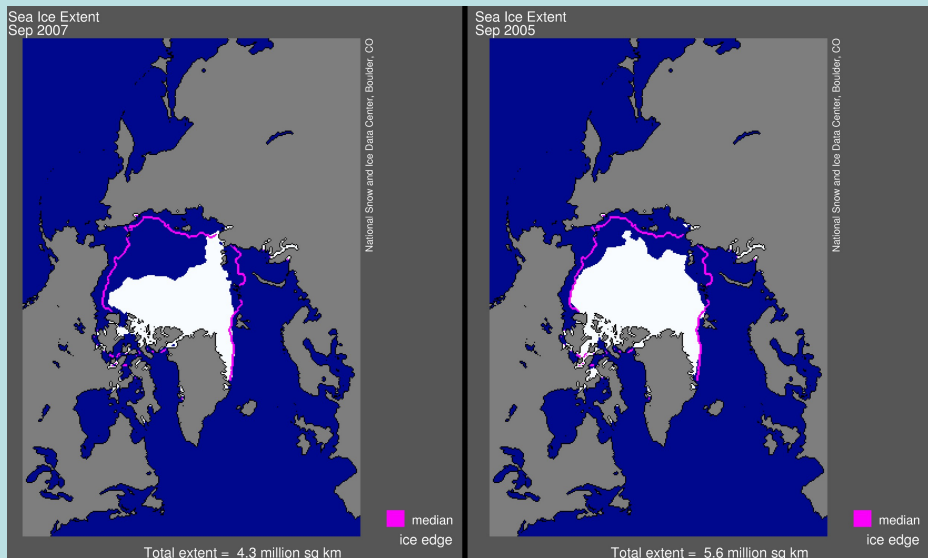 Sea Ice Extent
Sep 2007
National Snow and Ice Data Center, Boulder, CO
median
ice edge
Total extent = 4.3 million sq km
Sea Ice Extent
Sep 2005
National Snow and Ice Data Center, Boulder, CO
median
ice edge
Total extent = 5.6 million sq km